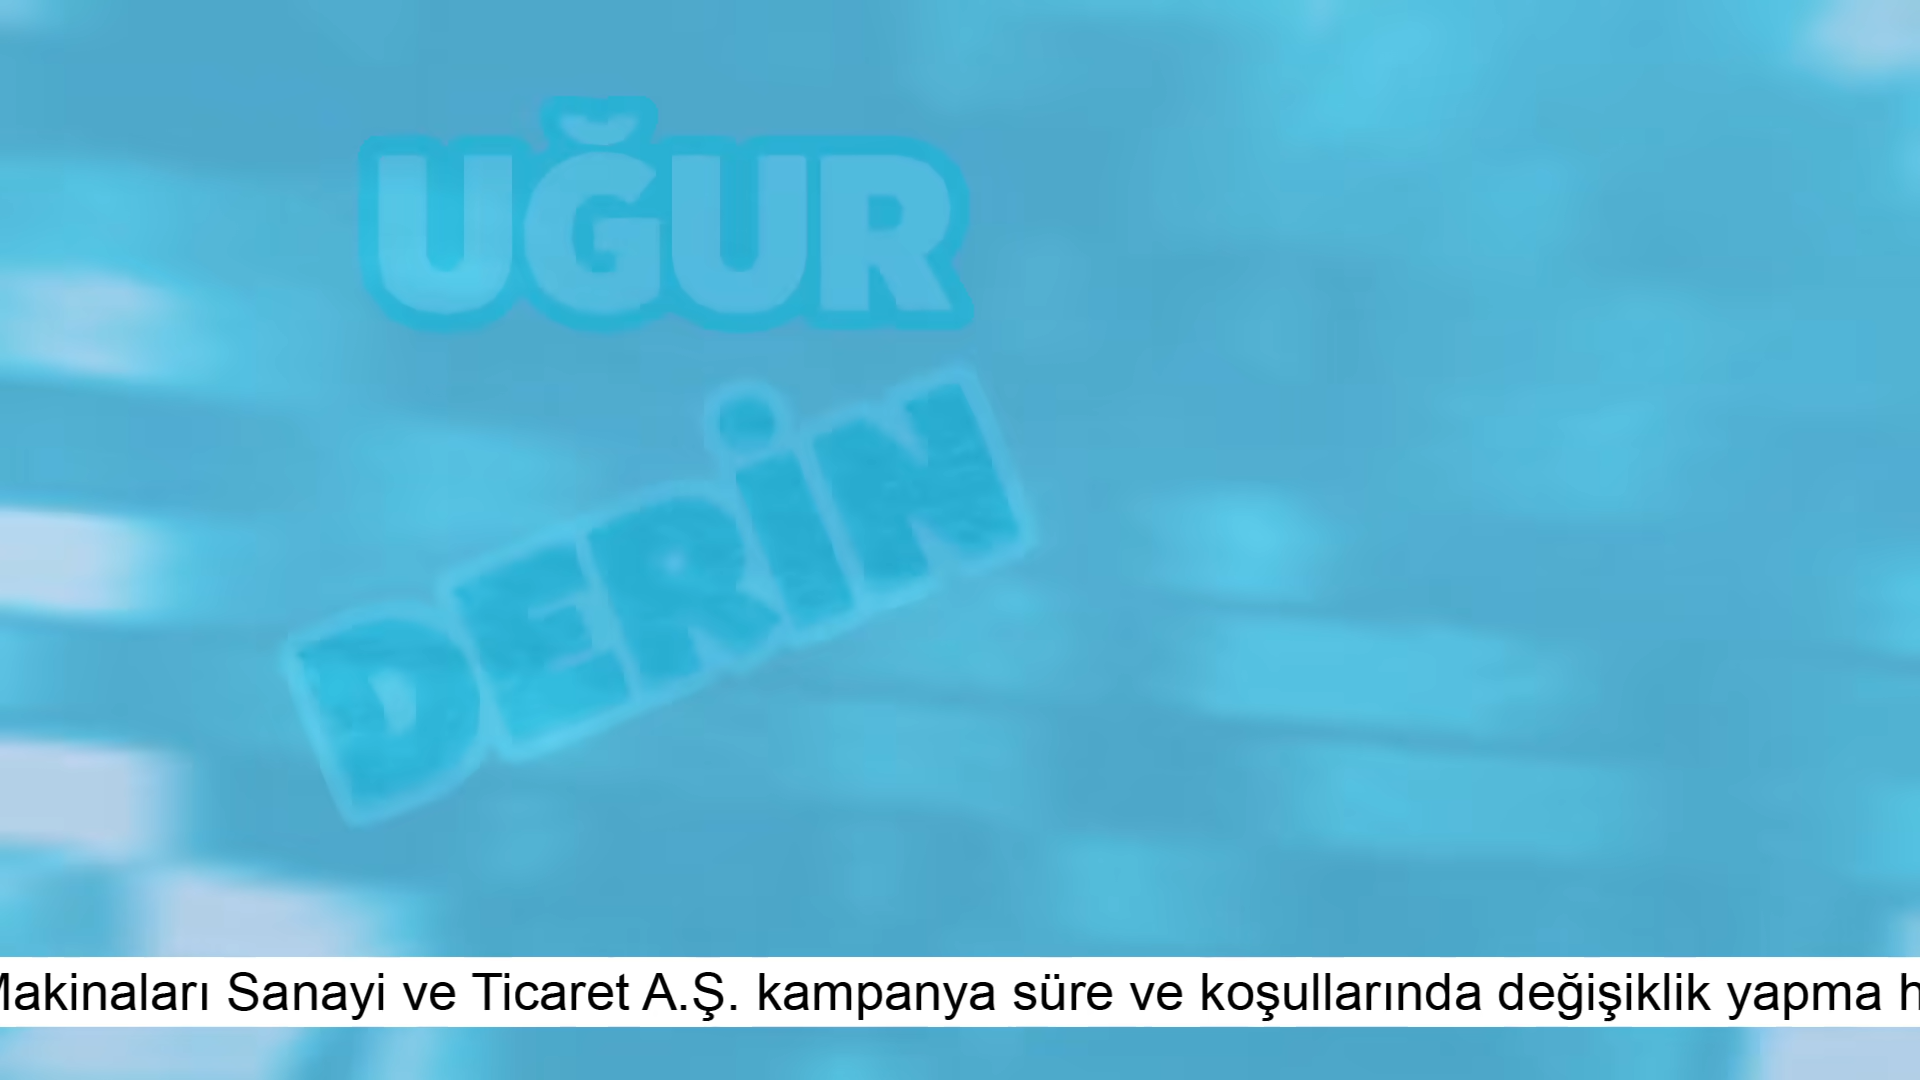 UĞUR
DERİN
Makinaları Sanayi ve Ticaret A.Ş. kampanya süre ve koşullarında değişiklik yapma h